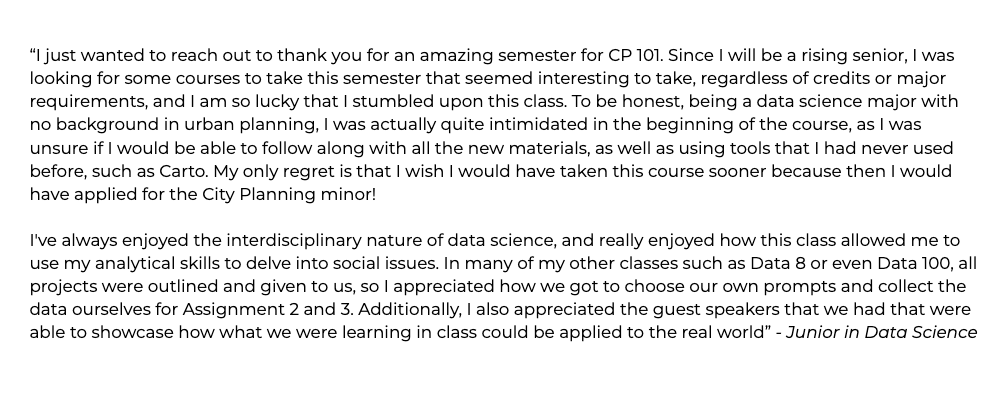 “I just wanted to reach out to thank you for an amazing semester for CP 101. Since I will be a rising senior, I was
looking for some courses to take this semester that seemed interesting to take, regardless of credits or major
requirements, and I am so lucky that I stumbled upon this class. To be honest, being a data science major with
no background in urban planning, I was actually quite intimidated in the beginning of the course, as I was
unsure if I would be able to follow along with all the new materials, as well as using tools that I had never used
before, such as Carto. My only regret is that I wish I would have taken this course sooner because then I would
have applied for the City Planning minor!
I've always enjoyed the interdisciplinary nature of data science, and really enjoyed how this class allowed me to
use my analytical skills to delve into social issues. In many of my other classes such as Data 8 or even Data 100, all
projects were outlined and given to us, so I appreciated how we got to choose our own prompts and collect the
data ourselves for Assignment 2 and 3. Additionally, I also appreciated the guest speakers that we had that were
able to showcase how what we were learning in class could be applied to the real world” - Junior in Data Science